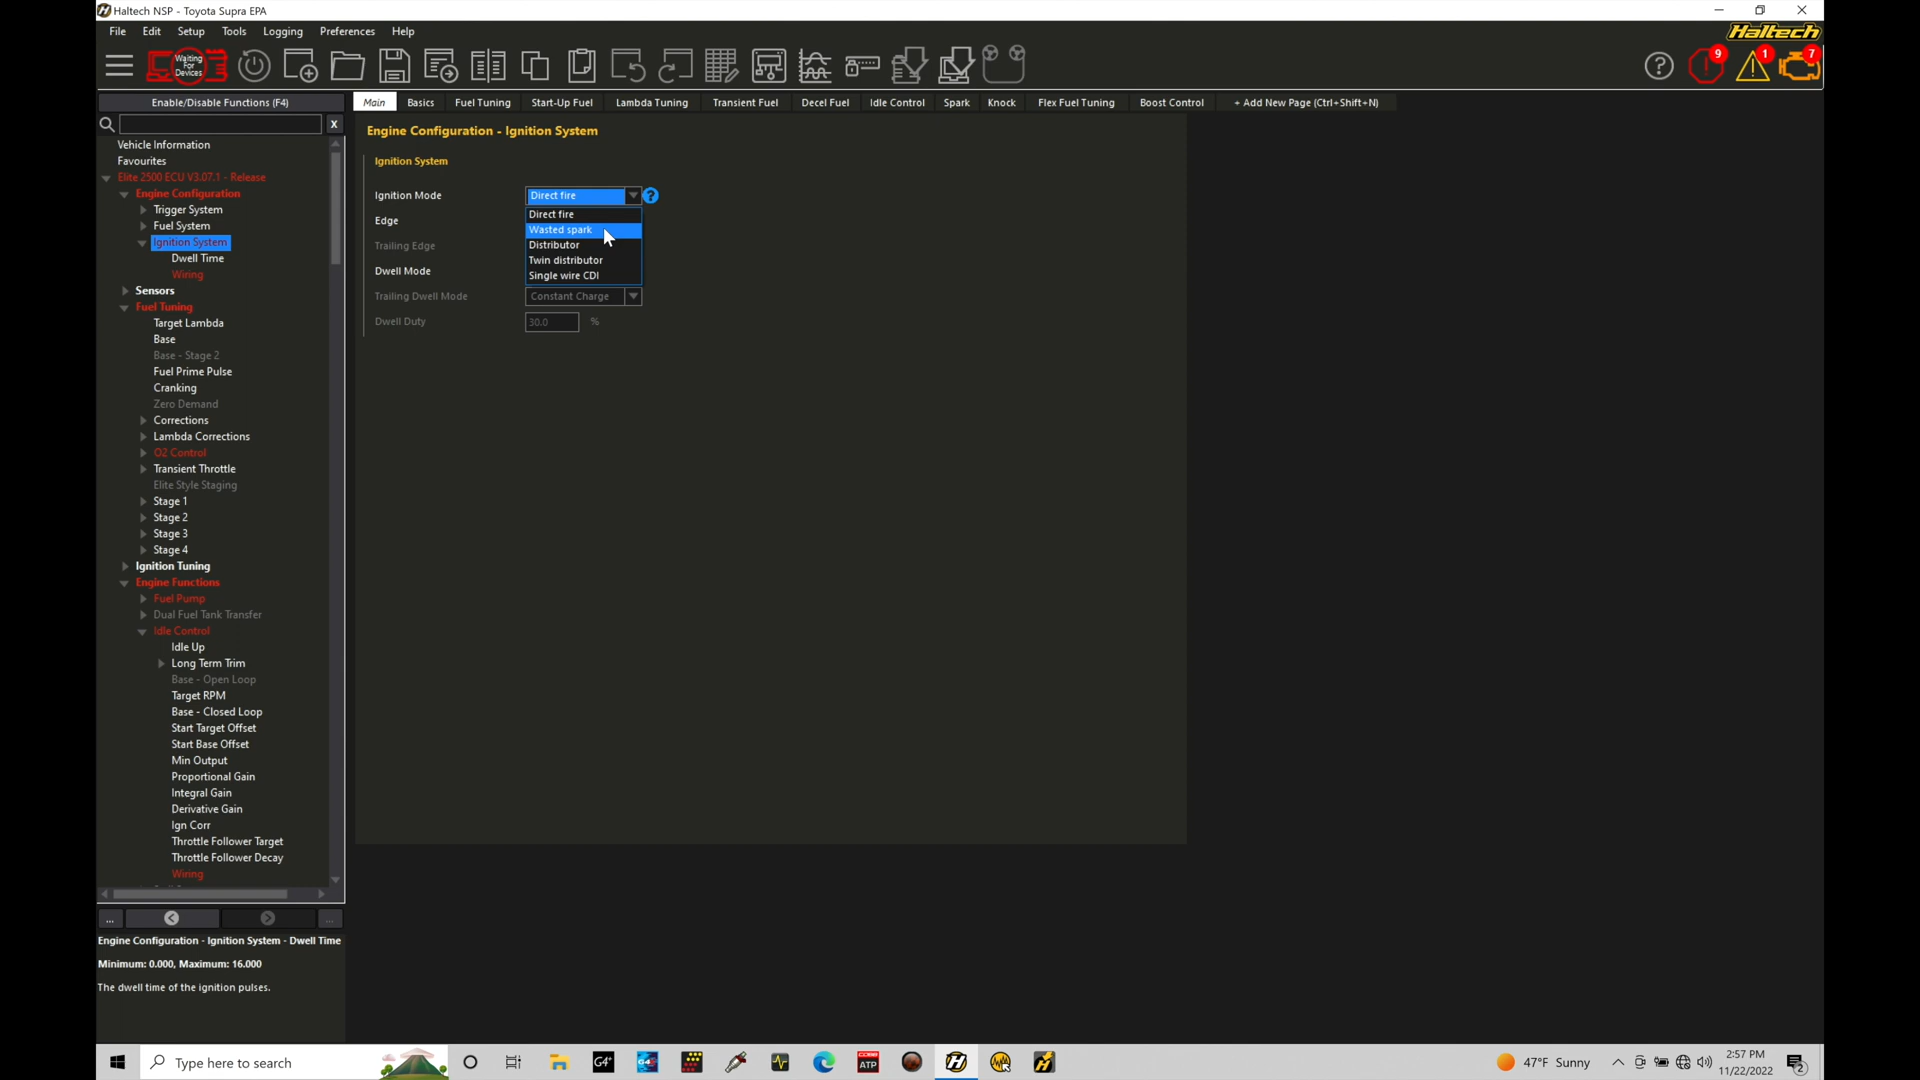 Haltech NSP - Toyota Supra EPA
File Edit Setup Tools Logging Preferences Help
Haltech
Waiting For Devices
9 1 7
Enable/Disable Functions (F4)
Main Basics Fuel Tuning Start-Up Fuel Lambda Tuning Transient Fuel Decel Fuel Idle Control Spark Knock Flex Fuel Tuning Boost Control + Add New Page (Ctrl+Shift+N)
X
Vehicle Information
Favourites
Elite 2500 ECU V3.07.1 - Release
Engine Configuration
Trigger System
Fuel System
Ignition System
Dwell Time
Wiring
Sensors
Fuel Tuning
Target Lambda
Base
Base - Stage 2
Fuel Prime Pulse
Cranking
Zero Demand
Corrections
Lambda Corrections
O2 Control
Transient Throttle
Elite Style Staging
Stage 1
Stage 2
Stage 3
Stage 4
Ignition Tuning
Engine Functions
Fuel Pump
Dual Fuel Tank Transfer
Idle Control
Idle Up
Long Term Trim
Base - Open Loop
Target RPM
Base - Closed Loop
Start Target Offset
Start Base Offset
Min Output
Proportional Gain
Integral Gain
Derivative Gain
Ign Corr
Throttle Follower Target
Throttle Follower Decay
Wiring
Engine Configuration - Ignition System
Ignition System
Ignition Mode Direct fire
Direct fire
Wasted spark
Distributor
Twin distributor
Single wire CDI
Edge
Trailing Edge
Dwell Mode
Trailing Dwell Mode Constant Charge
Dwell Duty 30.0 %
... ...
Engine Configuration - Ignition System - Dwell Time
Minimum: 0.000, Maximum: 16.000
The dwell time of the ignition pulses.
Type here to search
G4+
G4X
COBB
ATP
47°F Sunny
2:57 PM
11/22/2022
2